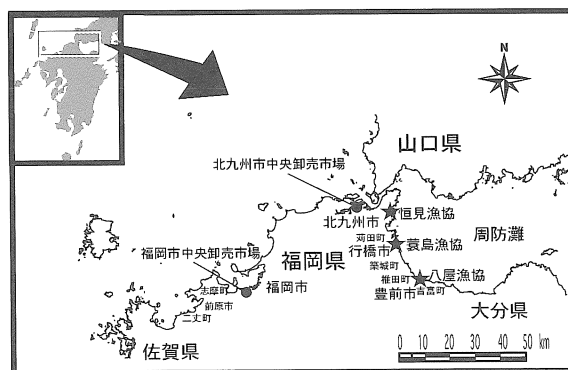 N
山口県
北九州市中央卸売市場
北九州市
恒見漁協
苅田町
周防灘
行橋市
蓑島漁協
福岡市中央卸売市場
福岡県
築城町
八屋漁協
椎田町
志摩町
福岡市
豊前市
吉富町
前原市
二丈町
大分県
佐賀県
0 10 20 30 40 50 km